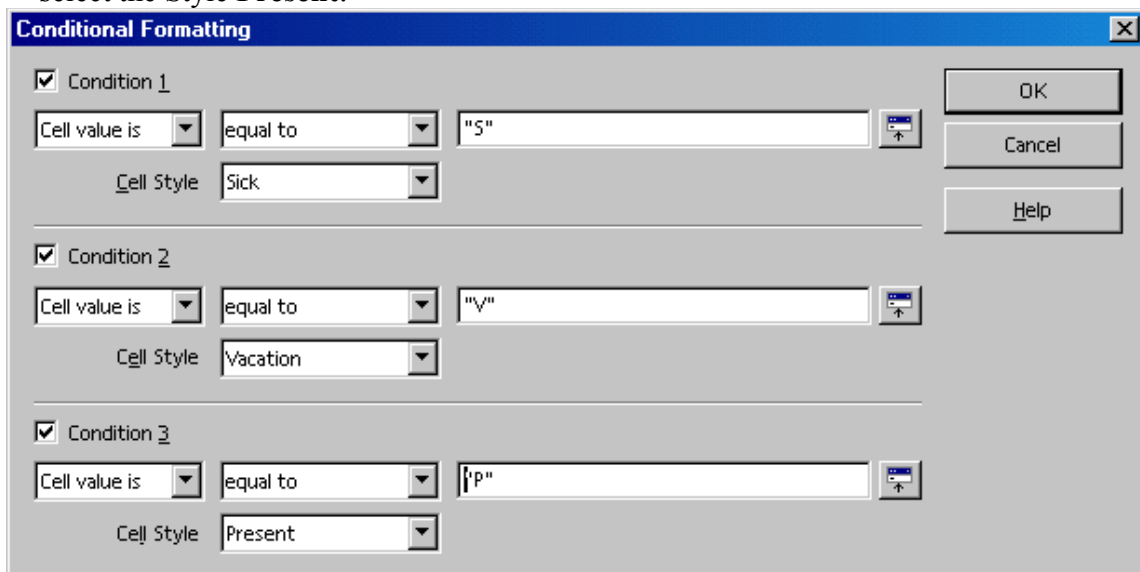 select the Style Present.
Conditional Formatting
Condition 1
OK
Cell value is equal to "S"
Cancel
Cell Style Sick
Help
Condition 2
Cell value is equal to "V"
Cell Style Vacation
Condition 3
Cell value is equal to "P"
Cell Style Present